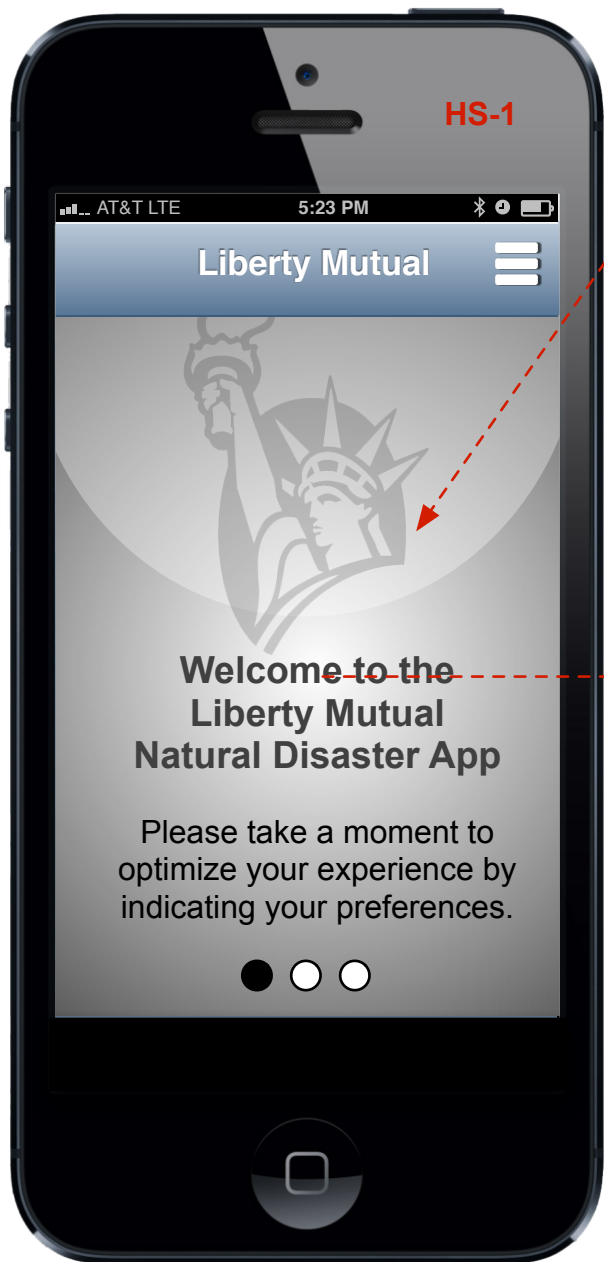 HS-1
AT&T LTE 5:23 PM
Liberty Mutual
Welcome to the
Liberty Mutual
Natural Disaster App
Please take a moment to
optimize your experience by
indicating your preferences.